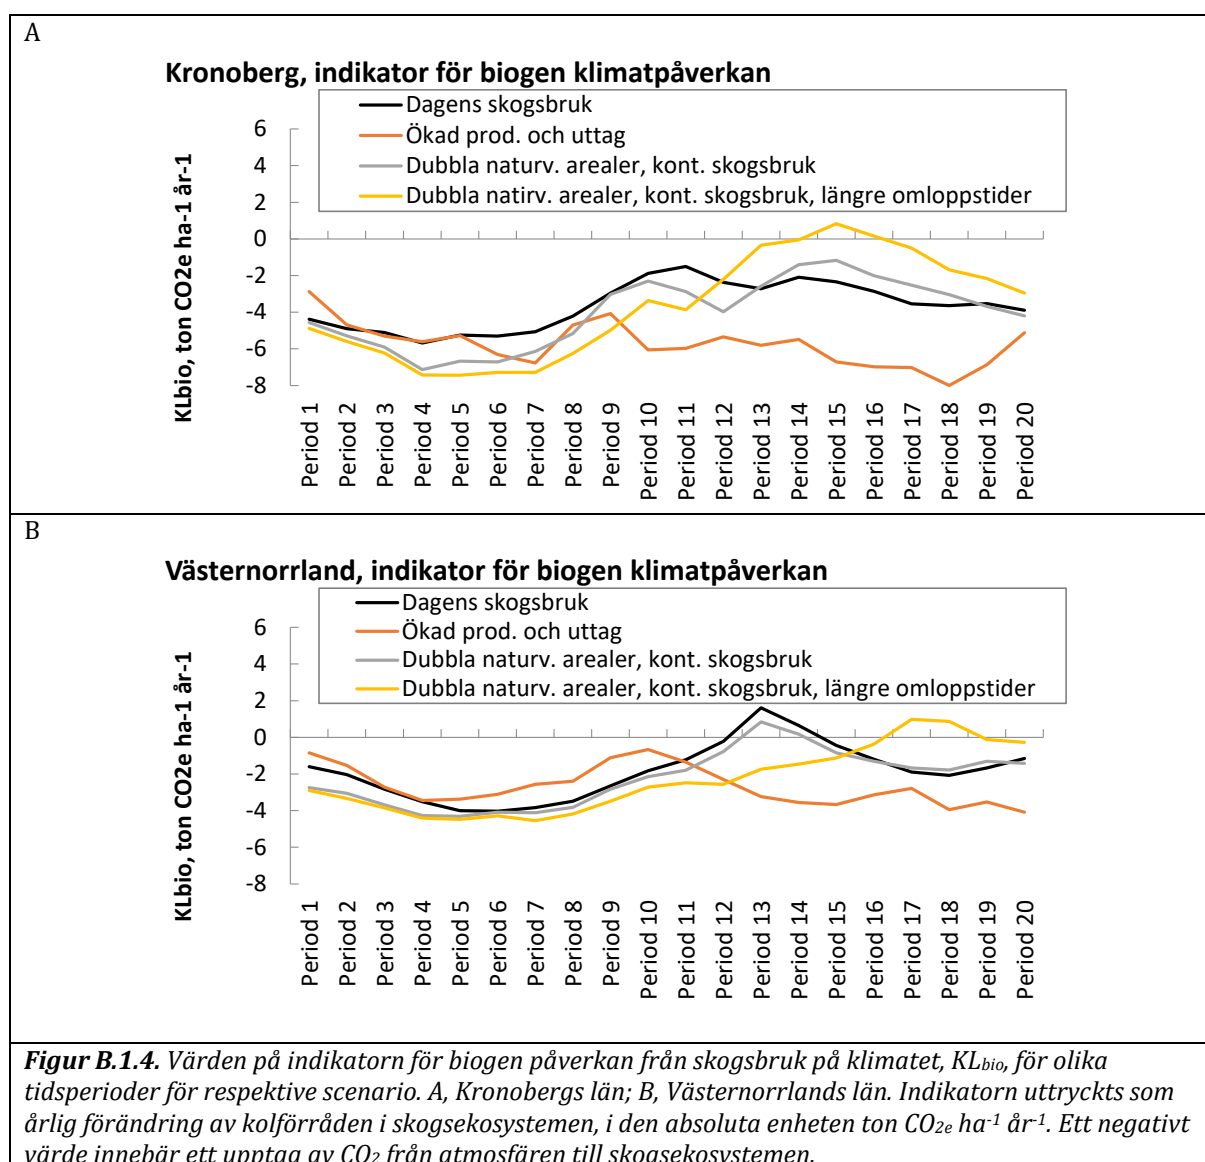 A
Kronoberg, indikator för biogen klimatpåverkan
Dagens skogsbruk
Ökad prod. och uttag
Dubbla naturv. arealer, kont. skogsbruk
Dubbla natirv. arealer, kont. skogsbruk, längre omloppstider
KLbio, ton CO2e ha-1 år-1
6
4
2
0
-2
-4
-6
-8
Period 1
Period 2
Period 3
Period 4
Period 5
Period 6
Period 7
Period 8
Period 9
Period 10
Period 11
Period 12
Period 13
Period 14
Period 15
Period 16
Period 17
Period 18
Period 19
Period 20
B
Västernorrland, indikator för biogen klimatpåverkan
Dagens skogsbruk
Ökad prod. och uttag
Dubbla naturv. arealer, kont. skogsbruk
Dubbla naturv. arealer, kont. skogsbruk, längre omloppstider
KLbio, ton CO2e ha-1 år-1
6
4
2
0
-2
-4
-6
-8
Period 1
Period 2
Period 3
Period 4
Period 5
Period 6
Period 7
Period 8
Period 9
Period 10
Period 11
Period 12
Period 13
Period 14
Period 15
Period 16
Period 17
Period 18
Period 19
Period 20
Figur B.1.4. Värden på indikatorn för biogen påverkan från skogsbruk på klimatet, KLbio, för olika
tidsperioder för respektive scenario. A, Kronobergs län; B, Västernorrlands län. Indikatorn uttryckts som
årlig förändring av kolförråden i skogsekosystemen, i den absoluta enheten ton CO2e ha-1 år-1. Ett negativt
värde innebär ett upptag av CO2 från atmosfären till skogsekosystemen.